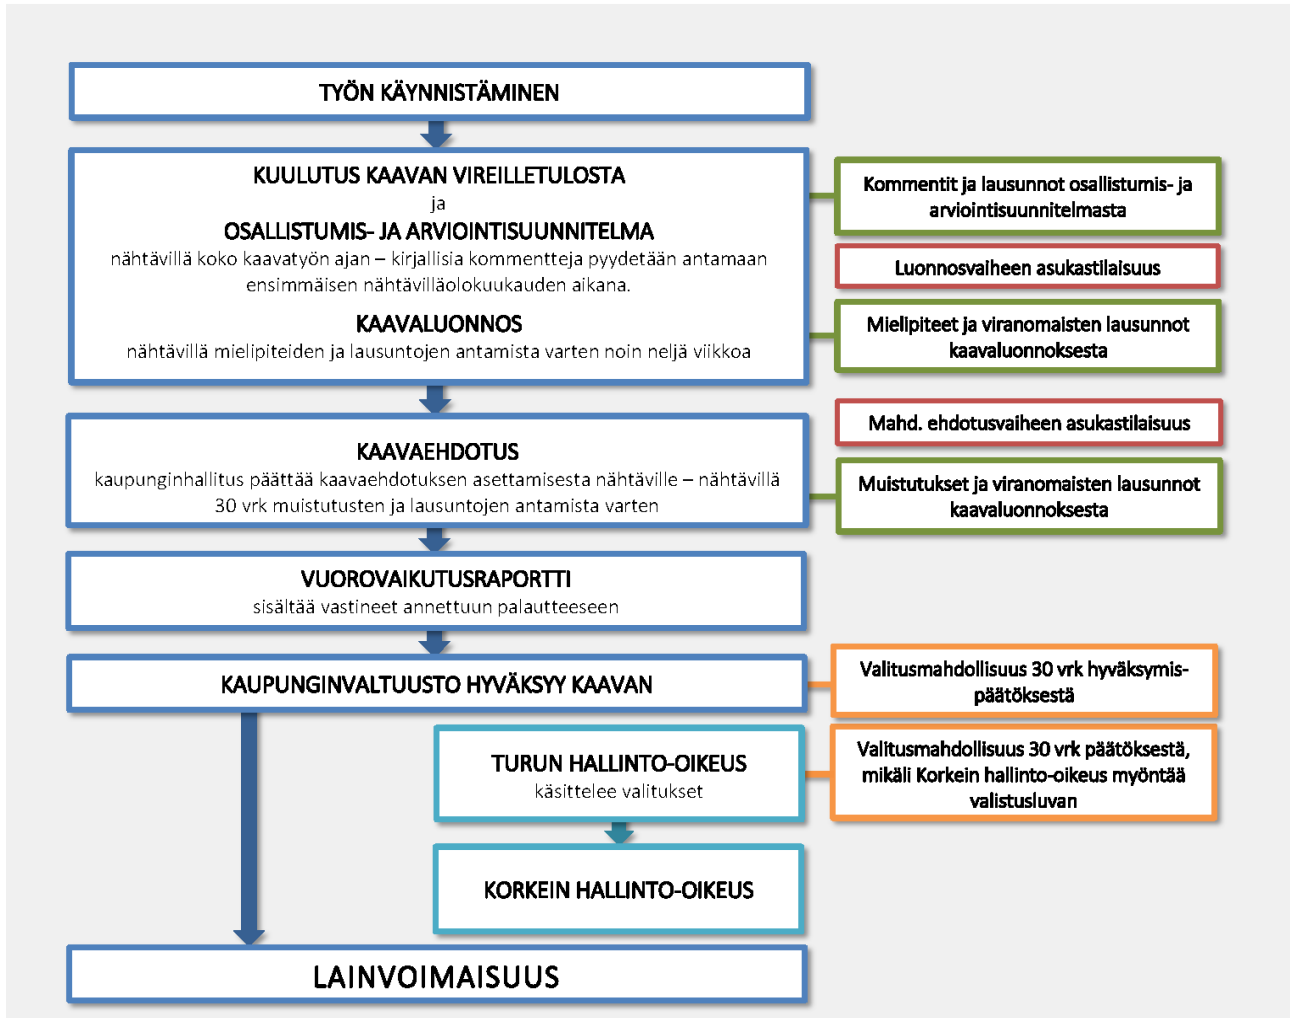 TYÖN KÄYNNISTÄMINEN
KUULUTUS KAAVAN VIREILLETULOSTA
ja
OSALLISTUMIS- JA ARVIOINTISUUNNITELMA
nähtävillä koko kaavatyön ajan – kirjallisia kommentteja pyydetään antamaan
ensimmäisen nähtävilläolokuukauden aikana.
KAAVALUONNOS
nähtävillä mielipiteiden ja lausuntojen antamista varten noin neljä viikkoa
Kommentit ja lausunnot osallistumis- ja
arviointisuunnitelmasta
Luonnosvaiheen asukastilaisuus
Mielipiteet ja viranomaisten lausunnot
kaavaluonnoksesta
KAAVAEHDOTUS
kaupunginhallitus päättää kaavaehdotuksen asettamisesta nähtäville – nähtävillä
30 vrk muistutusten ja lausuntojen antamista varten
Mahd. ehdotusvaiheen asukastilaisuus
Muistutukset ja viranomaisten lausunnot
kaavaluonnoksesta
VUOROVAIKUTUSRAPORTTI
sisältää vastineet annettuun palautteeseen
KAUPUNGINVALTUUSTO HYVÄKSYY KAAVAN
Valitusmahdollisuus 30 vrk hyväksymis-
päätöksestä
TURUN HALLINTO-OIKEUS
käsittelee valitukset
Valitusmahdollisuus 30 vrk päätöksestä,
mikäli Korkein hallinto-oikeus myöntää
valistusluvan
KORKEIN HALLINTO-OIKEUS
LAINVOIMAISUUS